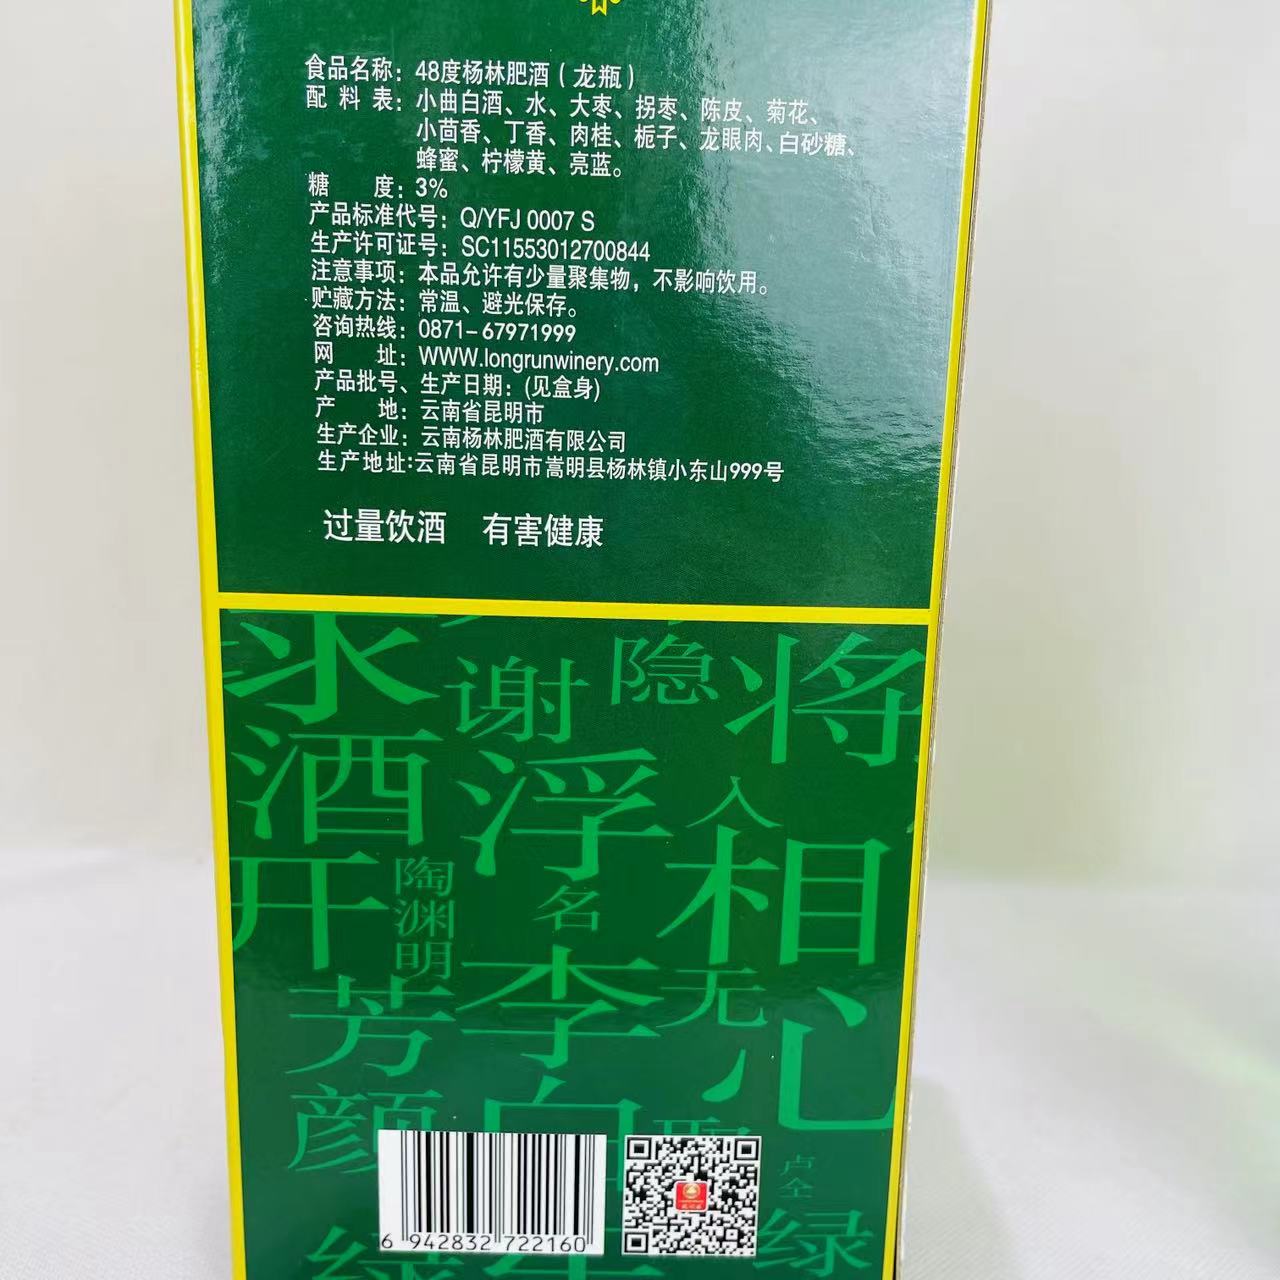 食品名称：48度杨林肥酒（龙瓶）
配料表：小曲白酒、水、大枣、拐枣、陈皮、菊花、
小茴香、丁香、肉桂、栀子、龙眼肉、白砂糖、
蜂蜜、柠檬黄、亮蓝。
糖度：3%
产品标准代号：Q/YFJ 0007 S
生产许可证号：SC11553012700844
注意事项：本品允许有少量聚集物，不影响饮用。
贮藏方法：常温、避光保存。
咨询热线：0871-67971999
网址：WWW.longrunwinery.com
产品批号、生产日期：(见盒身)
产地：云南省昆明市
生产企业：云南杨林肥酒有限公司
生产地址:云南省昆明市嵩明县杨林镇小东山999号
过量饮酒 有害健康
谢
隐
将
酒
浮
入
相
开
陶渊明
名
李白
无
心
芳
颜
卢仝
绿
6 942832 722160